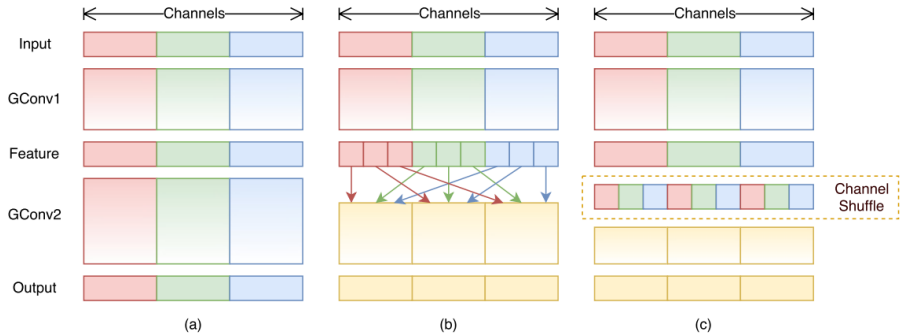 Channels Channels Channels
Input
GConv1
Feature
GConv2
Channel
Shuffle
Output
(a) (b) (c)